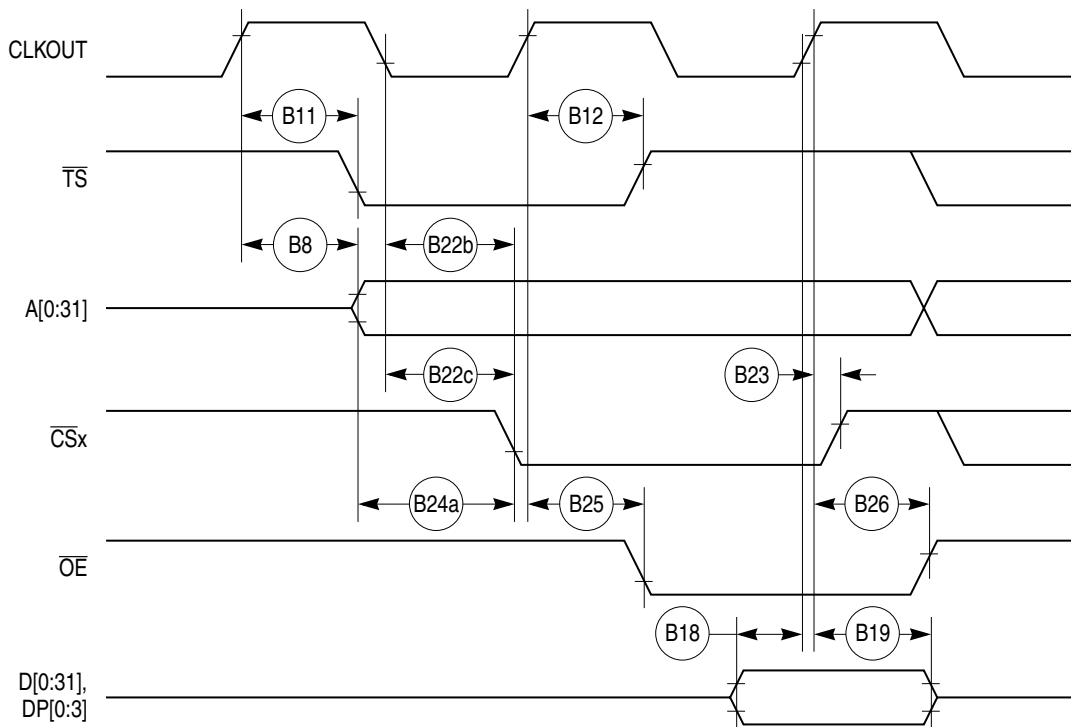 CLKOUT
B11
B12
TS
B8
B22b
A[0:31]
B22c
B23
CSx
B24a
B25
B26
OE
B18
B19
D[0:31],
DP[0:3]